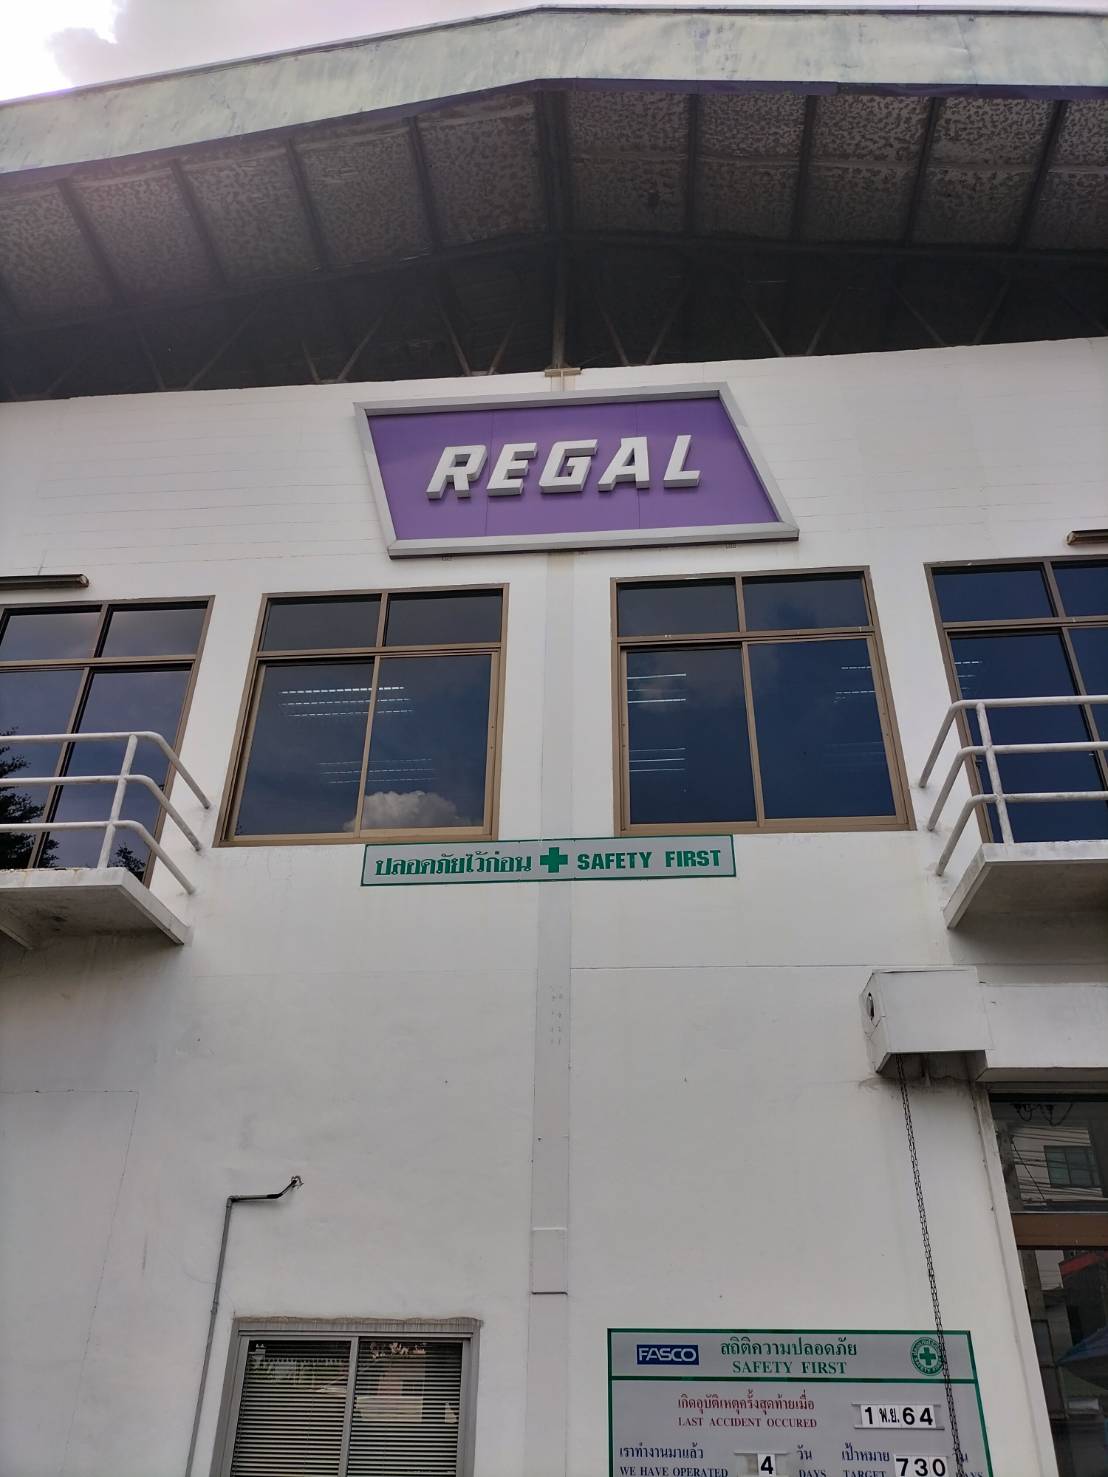 REGAL
ปลอดภัยไว้ก่อน SAFETY FIRST
FASCO สถิติความปลอดภัย
SAFETY FIRST
เกิดอุบัติเหตุครั้งสุดท้ายเมื่อ 1 พ.ย. 64
LAST ACCIDENT OCCURED
เราทำงานมาแล้ว 4 วัน เป้าหมาย 730
WE HAVE OPERATED DAYS TARGET